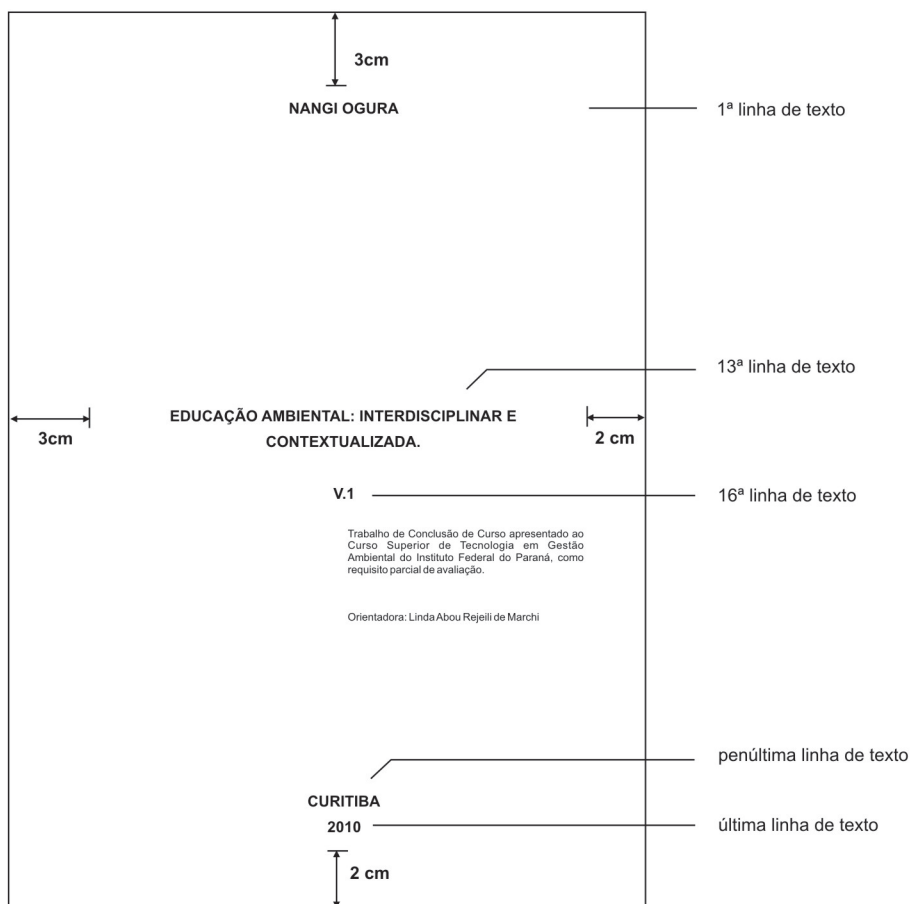 3cm
NANGI OGURA
1ª linha de texto
13ª linha de texto
EDUCAÇÃO AMBIENTAL: INTERDISCIPLINAR E
CONTEXTUALIZADA.
3cm
2 cm
V.1
16ª linha de texto
Trabalho de Conclusão de Curso apresentado ao
Curso Superior de Tecnologia em Gestão
Ambiental do Instituto Federal do Paraná, como
requisito parcial de avaliação.
Orientadora: Linda Abou Rejeili de Marchi
penúltima linha de texto
CURITIBA
2010
última linha de texto
2 cm